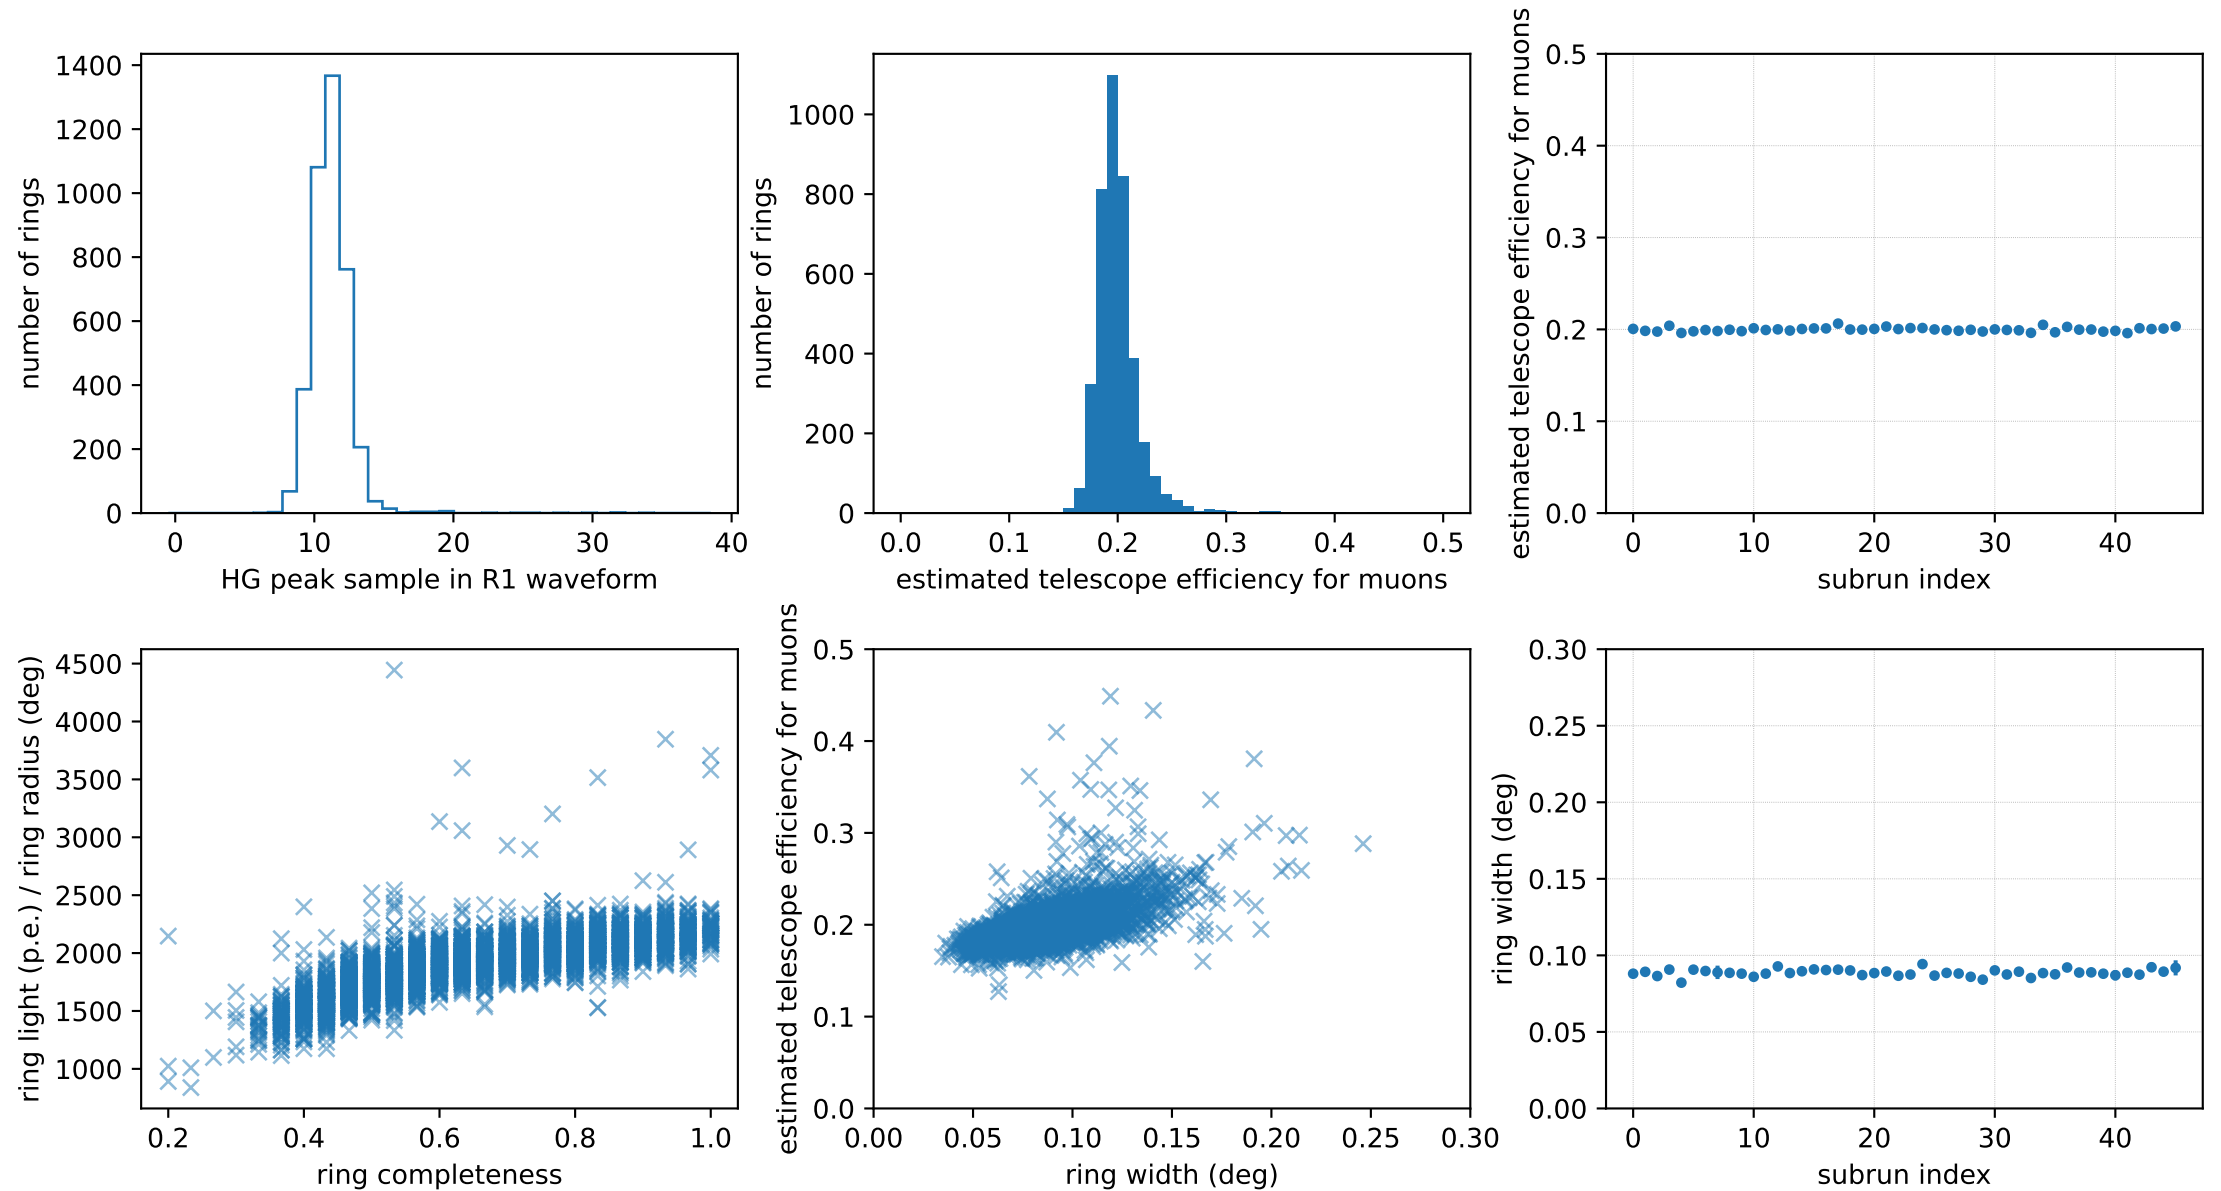 number of rings
1400
1200
1000
800
600
400
200
0
0 10 20 30 40
HG peak sample in R1 waveform
number of rings
1000
800
600
400
200
0
0.0 0.1 0.2 0.3 0.4 0.5
estimated telescope efficiency for muons
estimated telescope efficiency for muons
0.5
0.4
0.3
0.2
0.1
0.0
0 10 20 30 40
subrun index
ring light (p.e.) / ring radius (deg)
4500
4000
3500
3000
2500
2000
1500
1000
0.2 0.4 0.6 0.8 1.0
ring completeness
estimated telescope efficiency for muons
0.5
0.4
0.3
0.2
0.1
0.0
0.00 0.05 0.10 0.15 0.20 0.25 0.30
ring width (deg)
ring width (deg)
0.30
0.25
0.20
0.15
0.10
0.05
0.00
0 10 20 30 40
subrun index